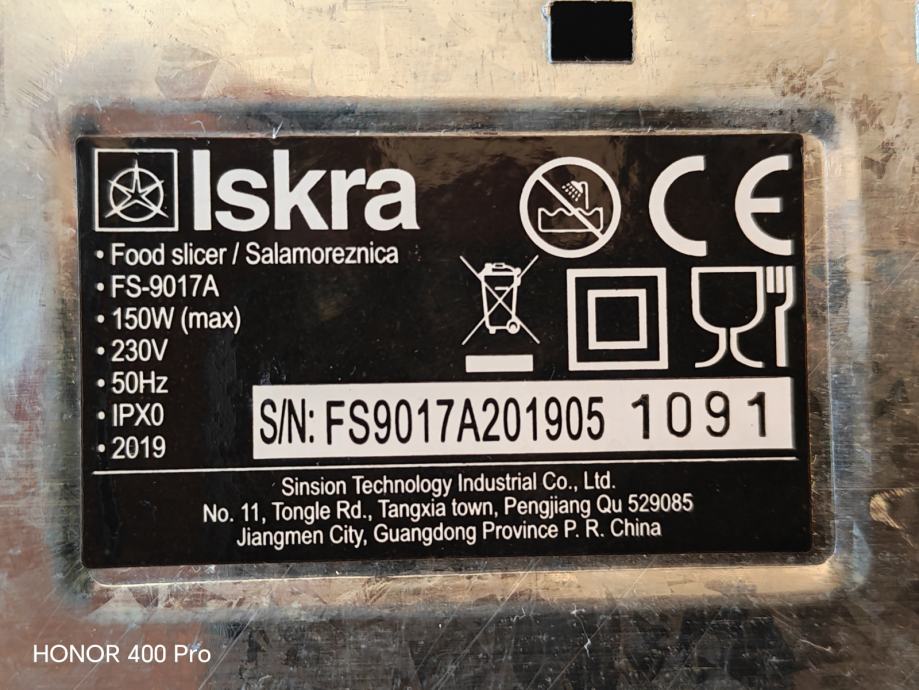 Iskra
CE
• Food slicer / Salamoreznica
• FS-9017A
• 150W (max)
• 230V
• 50Hz
• IPX0
• 2019
S/N: FS9017A201905 1091
Sinsion Technology Industrial Co., Ltd.
No. 11, Tongle Rd., Tangxia town, Pengjiang Qu 529085
Jiangmen City, Guangdong Province P. R. China
HONOR 400 Pro